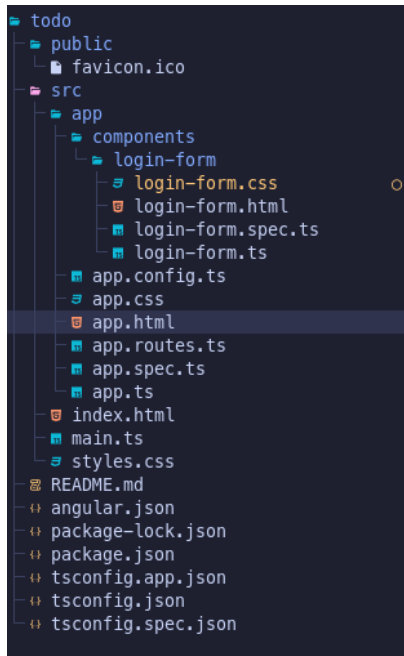 todo
public
favicon.ico
src
app
components
login-form
login-form.css
login-form.html
login-form.spec.ts
login-form.ts
app.config.ts
app.css
app.html
app.routes.ts
app.spec.ts
app.ts
index.html
main.ts
styles.css
README.md
angular.json
package-lock.json
package.json
tsconfig.app.json
tsconfig.json
tsconfig.spec.json